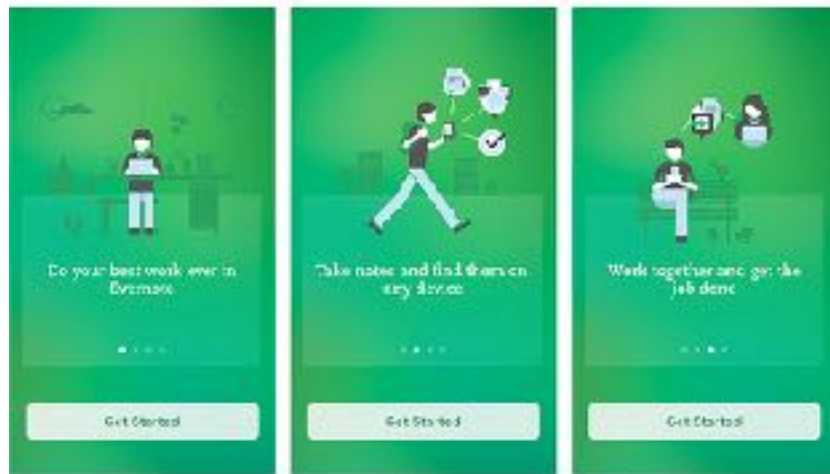 Do your best work ever in
Evernote
Get Started
Take notes and find them on
any device
Get Started
Work together and get the
job done
Get Started